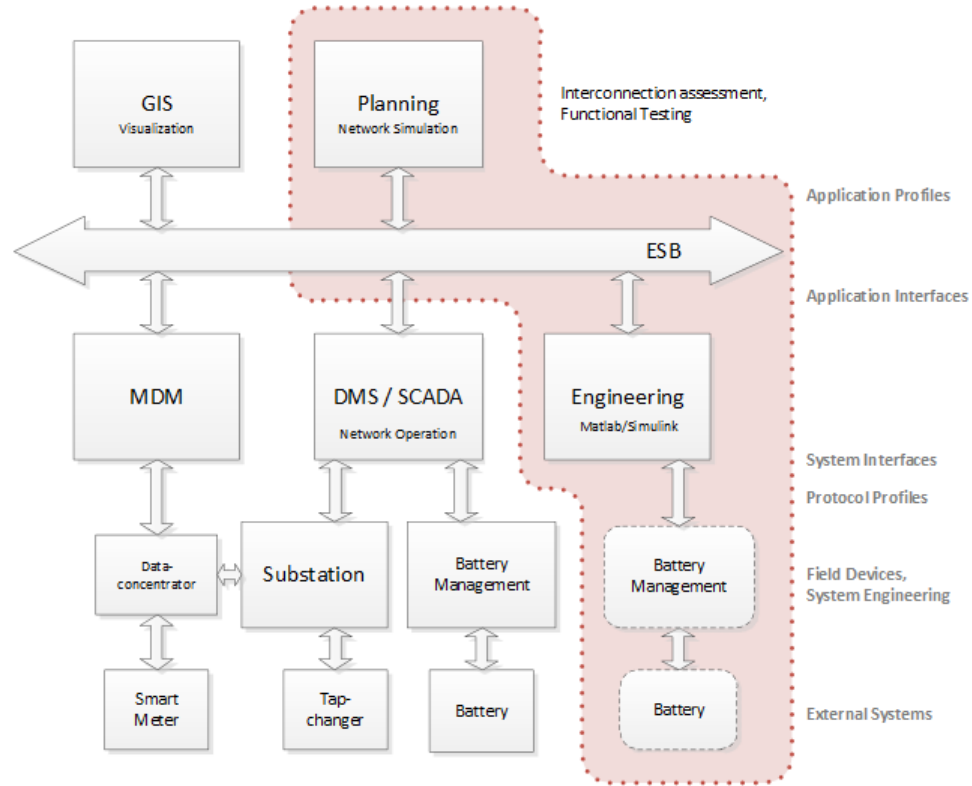 GIS
Visualization
Planning
Network Simulation
Interconnection assessment,
Functional Testing
Application Profiles
ESB
Application Interfaces
MDM
DMS / SCADA
Network Operation
Engineering
Matlab/Simulink
System Interfaces
Protocol Profiles
Data-
concentrator
Substation
Battery
Management
Battery
Management
Field Devices,
System Engineering
Smart
Meter
Tap-
changer
Battery
Battery
External Systems